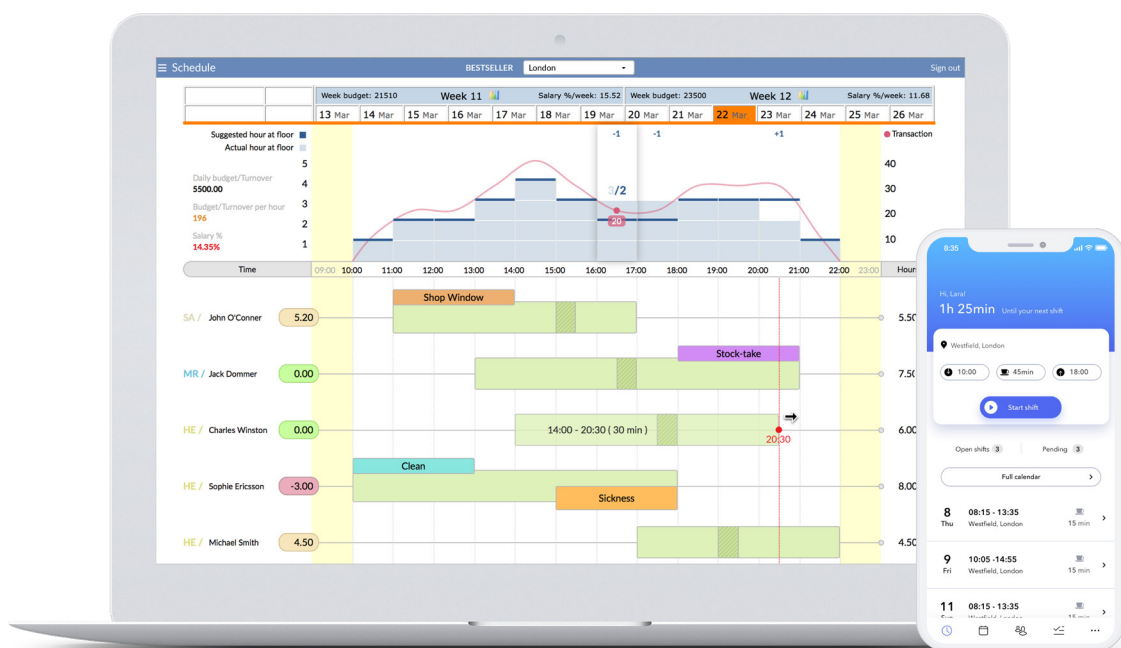 Schedule BESTSELLER London Sign out
Week budget: 21510 Week 11 Salary %/week: 15.52 Week budget: 23500 Week 12 Salary %/week: 11.68
13 Mar 14 Mar 15 Mar 16 Mar 17 Mar 18 Mar 19 Mar 20 Mar 21 Mar 22 Mar 23 Mar 24 Mar 25 Mar 26 Mar
Suggested hour at floor -1 -1 +1 Transaction
Actual hour at floor
5 40
Daily budget/Turnover
5500.00 4 3/2 30
Budget/Turnover per hour
196 3 20
2 20
Salary %
14.35% 1 10
Time 09:00 10:00 11:00 12:00 13:00 14:00 15:00 16:00 17:00 18:00 19:00 20:00 21:00 22:00 23:00 Hour
Shop Window
SA / John O'Conner 5.20 5.50
Stock-take
MR / Jack Dommer 0.00 7.50
HE / Charles Winston 0.00 14:00 - 20:30 ( 30 min ) 6.00
20:30
Clean
HE / Sophie Ericsson -3.00 8.00
Sickness
HE / Michael Smith 4.50 4.50
8:35
Hi, Lara!
1h 25min Until your next shift
Westfield, London
10:00 45min 18:00
Start shift
Open shifts 3 Pending 3
Full calendar
8 08:15 - 13:35
Thu Westfield, London 15 min
9 10:05 -14:55
Fri Westfield, London 15 min
11 08:15 - 13:35